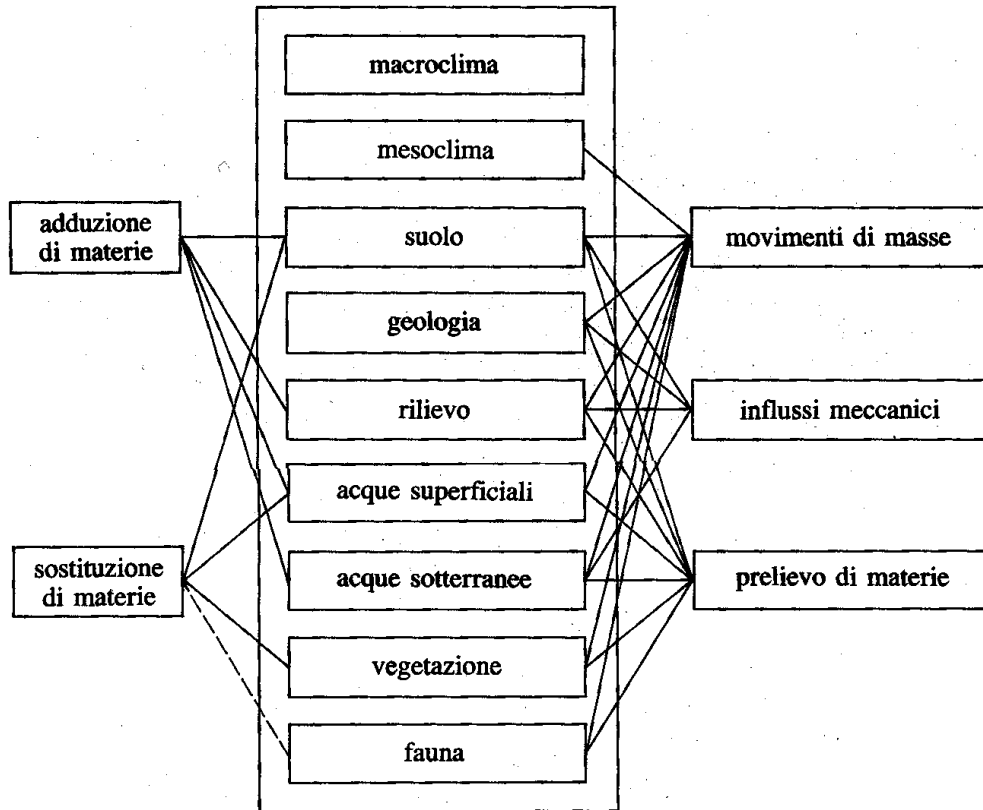 macroclima
mesoclima
adduzione
di materie
suolo
movimenti di masse
geologia
rilievo
influssi meccanici
acque superficiali
sostituzione
di materie
acque sotterranee
prelievo di materie
vegetazione
fauna